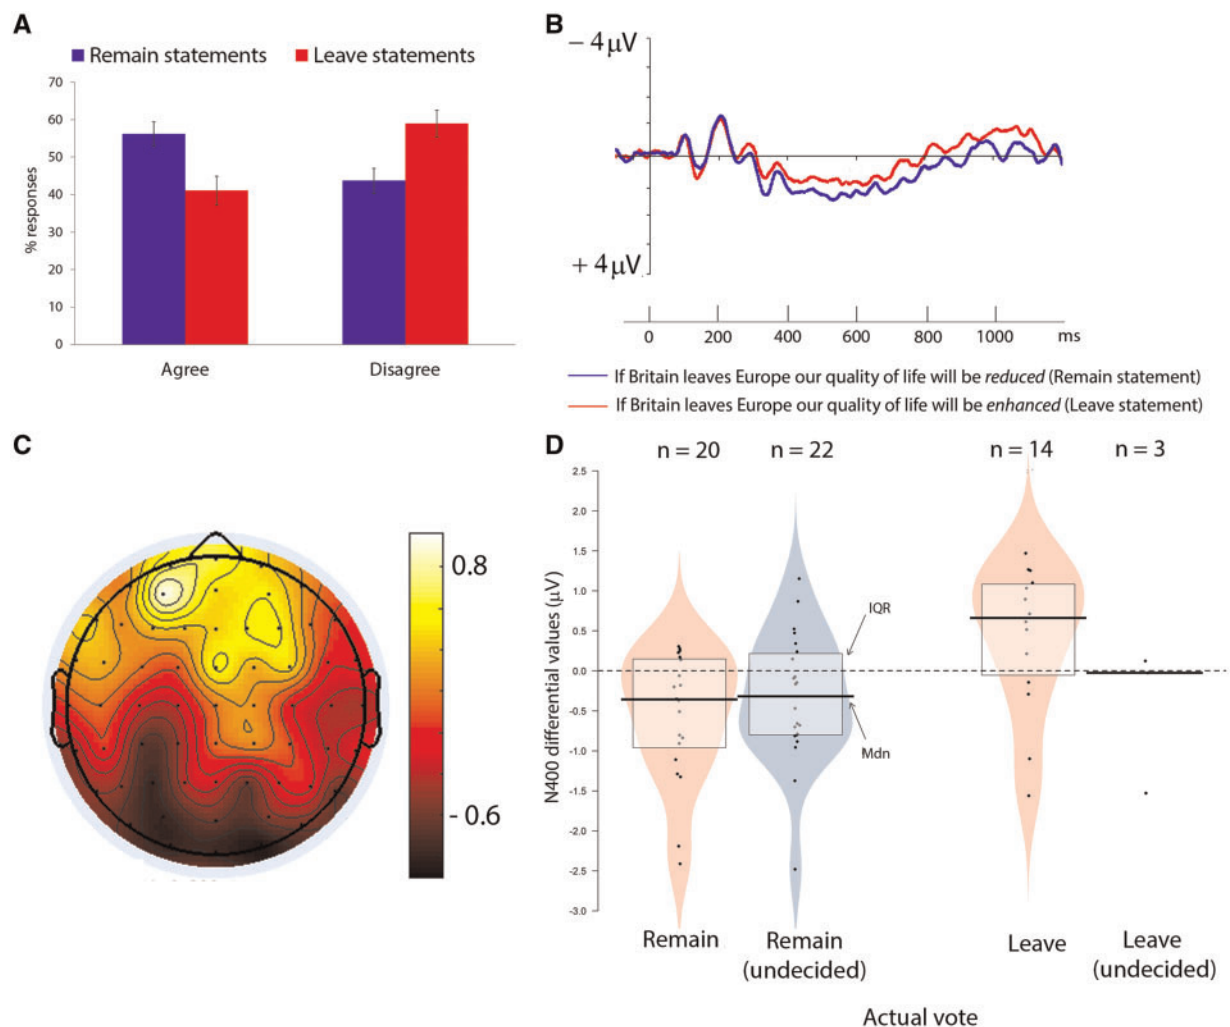 A
Remain statements
Leave statements
70
60
50
40
30
20
10
0
% responses
Agree
Disagree
B
– 4 µV
+ 4 µV
0 200 400 600 800 1000 ms
If Britain leaves Europe our quality of life will be reduced (Remain statement)
If Britain leaves Europe our quality of life will be enhanced (Leave statement)
C
0.8
- 0.6
D
n = 20
n = 22
n = 14
n = 3
2.5
2.0
1.5
1.0
0.5
0.0
-0.5
-1.0
-1.5
-2.0
-2.5
-3.0
N400 differential values (µV)
IQR
Mdn
Remain
Remain
(undecided)
Leave
Leave
(undecided)
Actual vote